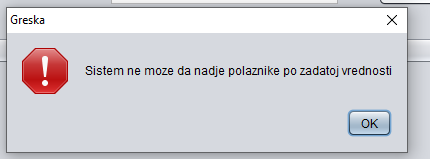 Greska
Sistem ne moze da nadje polaznike po zadatoj vrednosti
OK